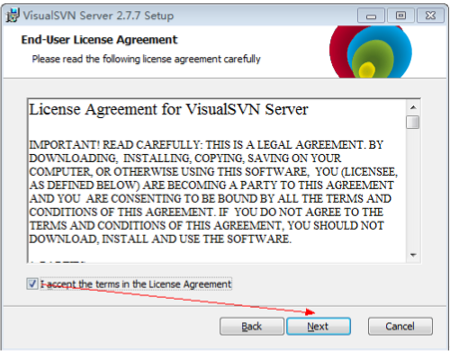 VisualSVN Server 2.7.7 Setup
End-User License Agreement
Please read the following license agreement carefully
License Agreement for VisualSVN Server
IMPORTANT! READ CAREFULLY: THIS IS A LEGAL AGREEMENT. BY
DOWNLOADING, INSTALLING, COPYING, SAVING ON YOUR
COMPUTER, OR OTHERWISE USING THIS SOFTWARE, YOU (LICENSEE,
AS DEFINED BELOW) ARE BECOMING A PARTY TO THIS AGREEMENT
AND YOU ARE CONSENTING TO BE BOUND BY ALL THE TERMS AND
CONDITIONS OF THIS AGREEMENT. IF YOU DO NOT AGREE TO THE
TERMS AND CONDITIONS OF THIS AGREEMENT, YOU SHOULD NOT
DOWNLOAD, INSTALL AND USE THE SOFTWARE.
I accept the terms in the License Agreement
Back Next Cancel